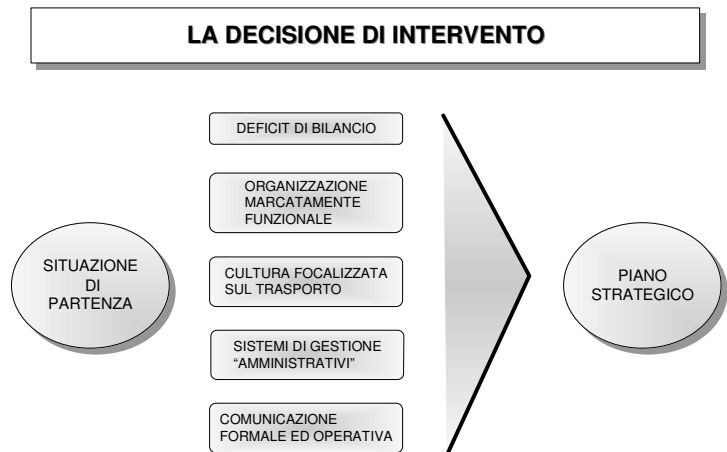 LA DECISIONE DI INTERVENTO
SITUAZIONE
DI
PARTENZA
DEFICIT DI BILANCIO
ORGANIZZAZIONE
MARCATAMENTE
FUNZIONALE
CULTURA FOCALIZZATA
SUL TRASPORTO
SISTEMI DI GESTIONE
“AMMINISTRATIVI”
COMUNICAZIONE
FORMALE ED OPERATIVA
PIANO
STRATEGICO